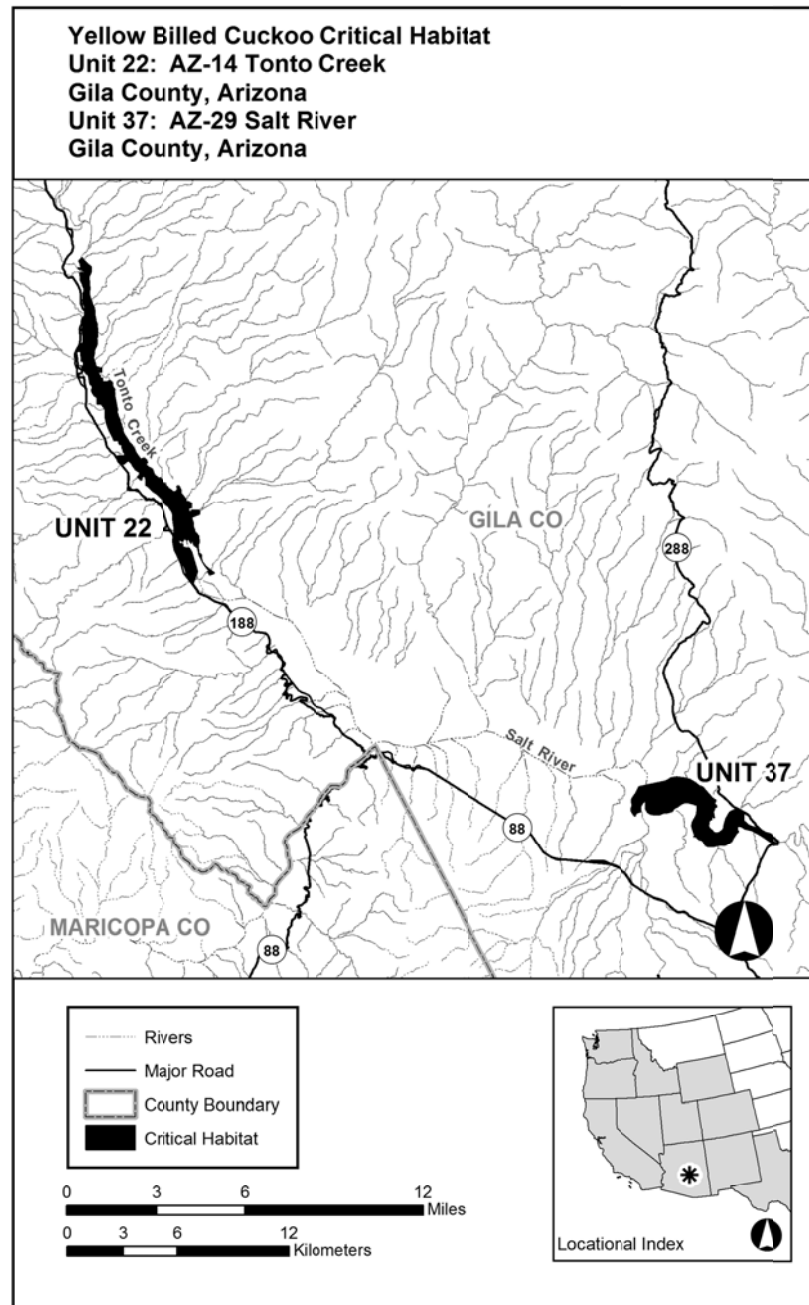 Yellow Billed Cuckoo Critical Habitat
Unit 22: AZ-14 Tonto Creek
Gila County, Arizona
Unit 37: AZ-29 Salt River
Gila County, Arizona
Tonto Creek
UNIT 22
GILA CO
288
188
Salt River
UNIT 37
88
MARICOPA CO
88
Rivers
Major Road
County Boundary
Critical Habitat
0 3 6 12
Miles
0 3 6 12
Kilometers
Locational Index